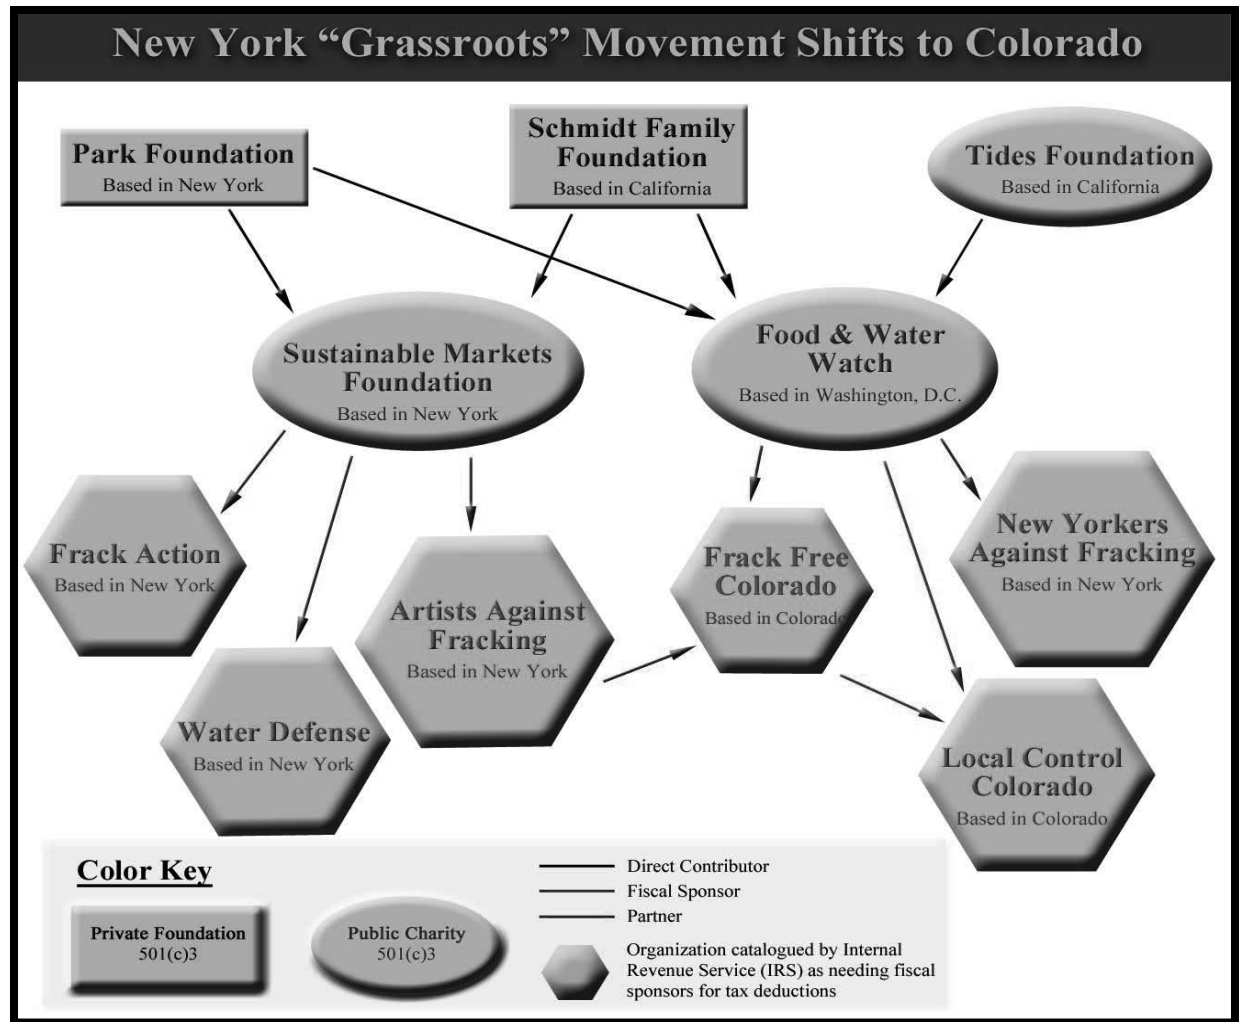 New York “Grassroots” Movement Shifts to Colorado
Park Foundation
Based in New York
Schmidt Family
Foundation
Based in California
Tides Foundation
Based in California
Sustainable Markets
Foundation
Based in New York
Food & Water
Watch
Based in Washington, D.C.
Frack Action
Based in New York
Water Defense
Based in New York
Artists Against
Fracking
Based in New York
Frack Free
Colorado
Based in Colorado
New Yorkers
Against Fracking
Based in New York
Local Control
Colorado
Based in Colorado
Color Key
Private Foundation
501(c)3
Public Charity
501(c)3
Direct Contributor
Fiscal Sponsor
Partner
Organization catalogued by Internal
Revenue Service (IRS) as needing fiscal
sponsors for tax deductions